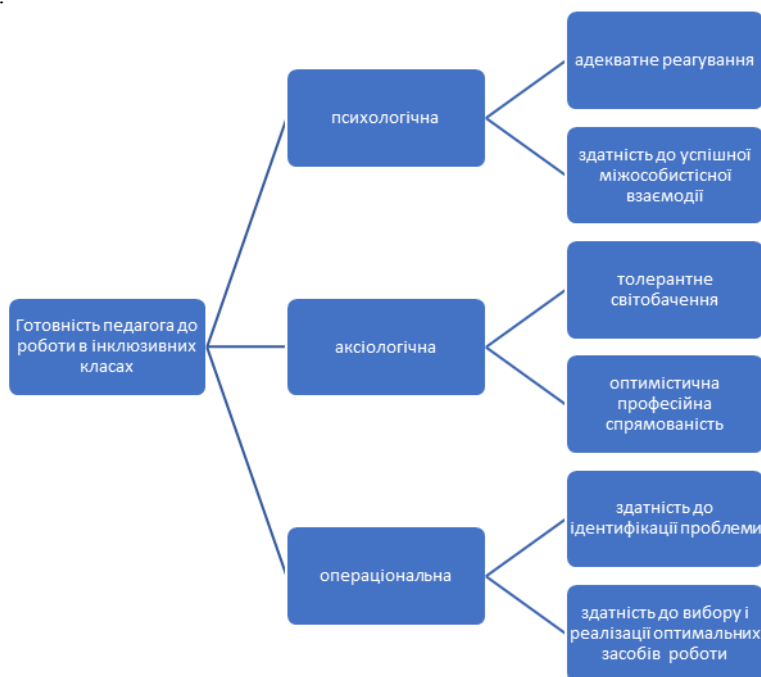 Готовність педагога до
роботи в інклюзивних
класах
психологічна
адекватне реагування
здатність до успішної
міжособистісної
взаємодії
аксіологічна
толерантне
світобачення
оптимістична
професійна
спрямованість
операціональна
здатність до
ідентифікації проблеми
здатність до вибору і
реалізації оптимальних
засобів роботи